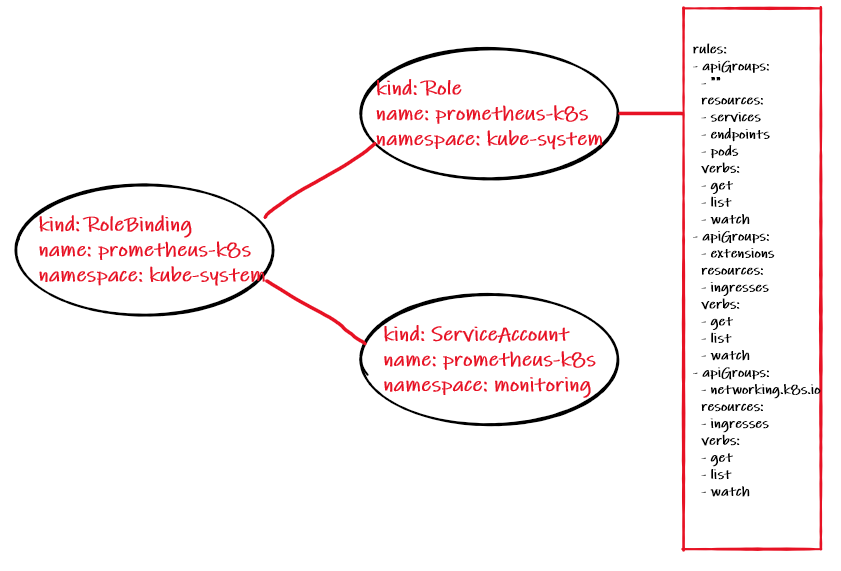 kind: RoleBinding
name: prometheus-k8s
namespace: kube-system
kind: Role
name: prometheus-k8s
namespace: kube-system
kind: ServiceAccount
name: prometheus-k8s
namespace: monitoring
rules:
- apiGroups:
  - ""
  resources:
  - services
  - endpoints
  - pods
  verbs:
  - get
  - list
  - watch
- apiGroups:
  - extensions
  resources:
  - ingresses
  verbs:
  - get
  - list
  - watch
- apiGroups:
  - networking.k8s.io
  resources:
  - ingresses
  verbs:
  - get
  - list
  - watch